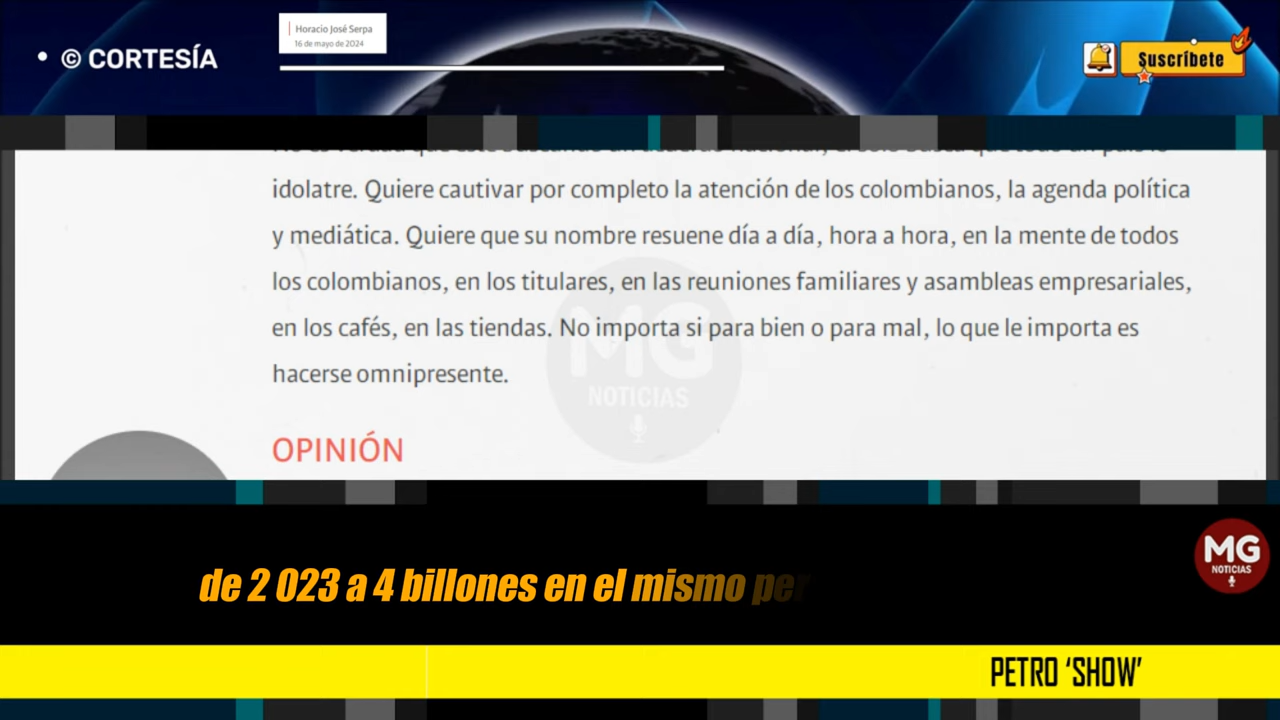 • © CORTESÍA
Horacio José Serpa
16 de mayo de 2024
Suscríbete
idolatre. Quiere cautivar por completo la atención de los colombianos, la agenda política
y mediática. Quiere que su nombre resuene día a día, hora a hora, en la mente de todos
los colombianos, en los titulares, en las reuniones familiares y asambleas empresariales,
en los cafés, en las tiendas. No importa si para bien o para mal, lo que le importa es
hacerse omnipresente.
MG
NOTICIAS
OPINIÓN
MG
NOTICIAS
de 2 023 a 4 billones en el mismo per
PETRO ‘SHOW’